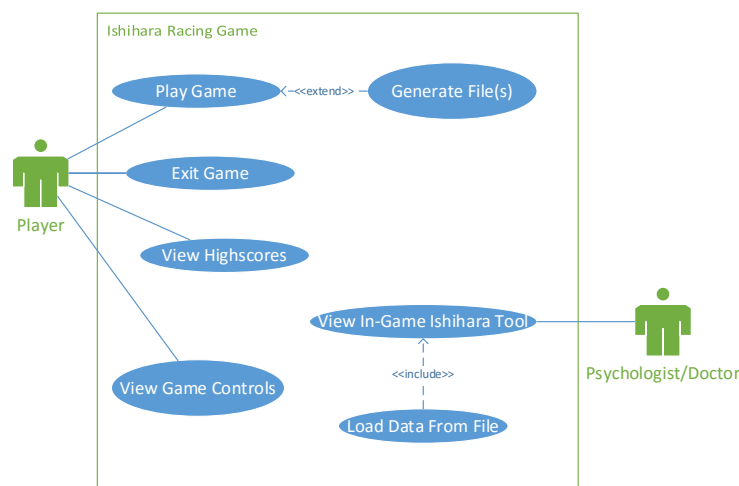 Ishihara Racing Game
Play Game
<<extend>>
Generate File(s)
Exit Game
Player
View Highscores
View In-Game Ishihara Tool
Psychologist/Doctor
<<include>>
View Game Controls
Load Data From File